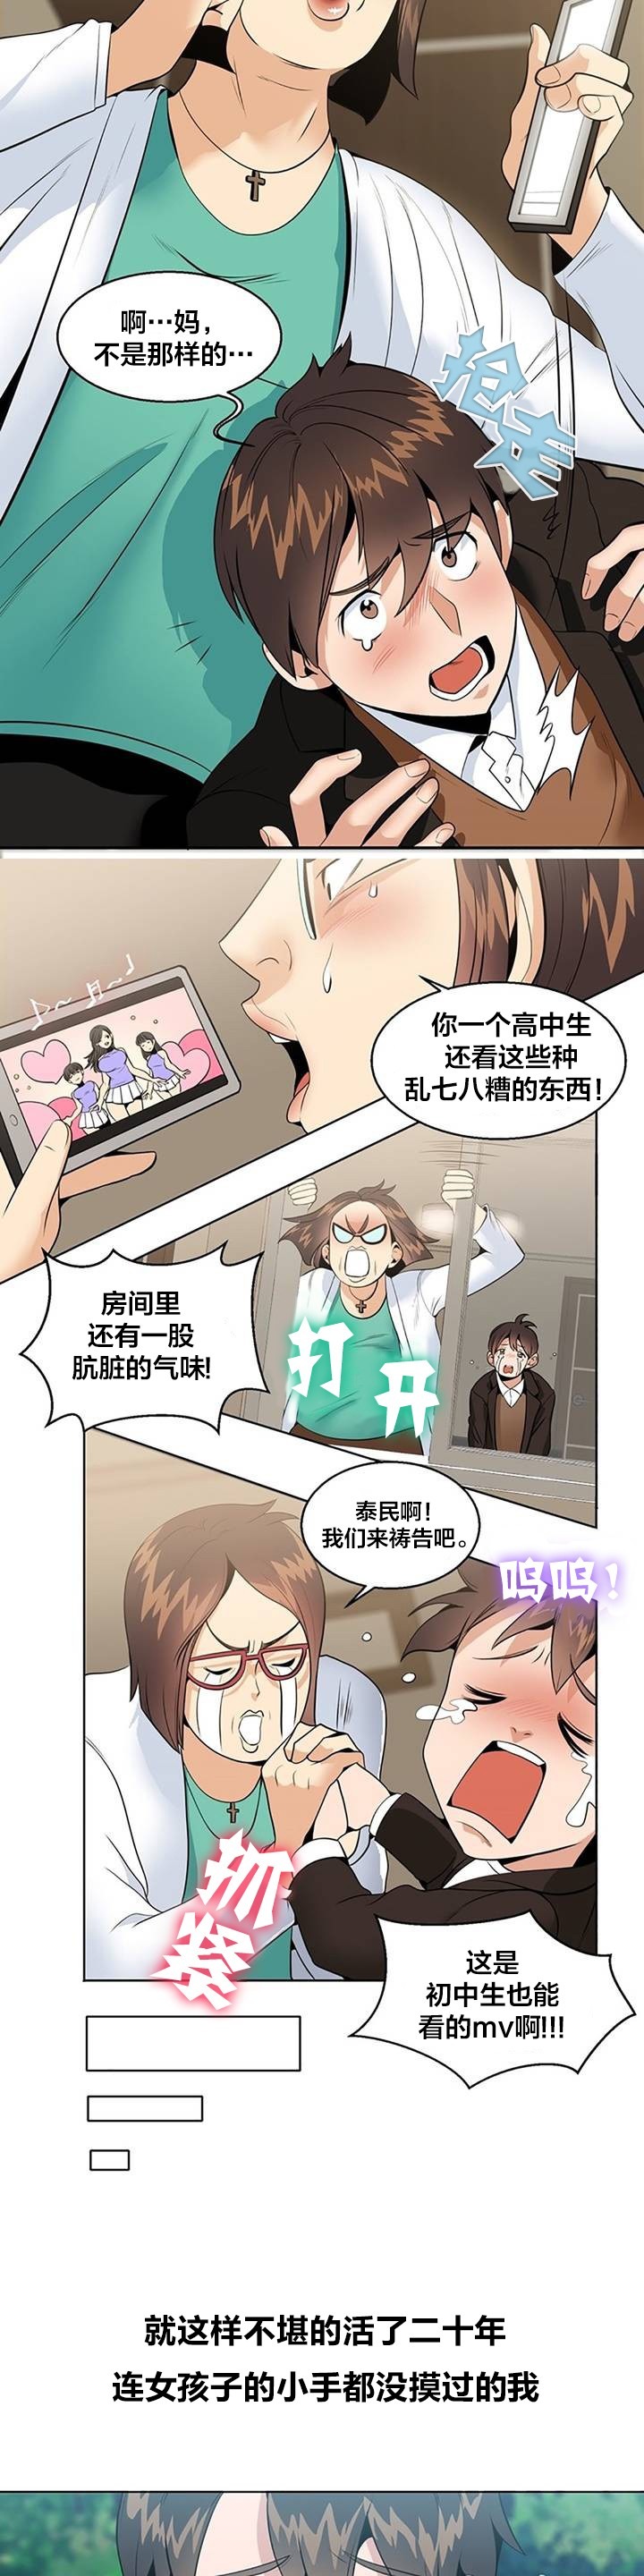 啊…妈，
不是那样的…
抢走
你一个高中生
还看这些种
乱七八糟的东西！
房间里
还有一股
肮脏的气味!
打开
泰民啊！
我们来祷告吧。
呜呜！
抓紧
这是
初中生也能
看的mv啊!!!
就这样不堪的活了二十年
连女孩子的小手都没摸过的我